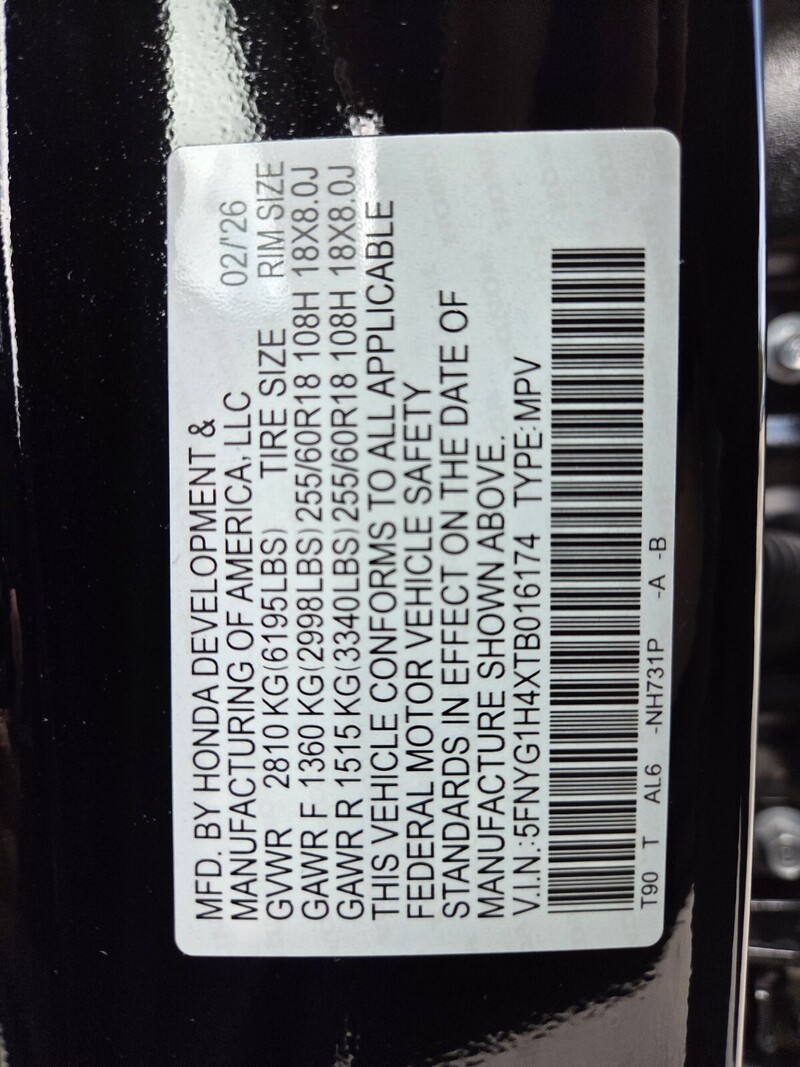 MFD. BY HONDA DEVELOPMENT &
MANUFACTURING OF AMERICA, LLC 02/'26
GVWR 2810 KG(6195LBS) TIRE SIZE RIM SIZE
GAWR F 1360 KG(2998LBS) 255/60R18 108H 18X8.0J
GAWR R 1515 KG(3340LBS) 255/60R18 108H 18X8.0J
THIS VEHICLE CONFORMS TO ALL APPLICABLE
FEDERAL MOTOR VEHICLE SAFETY
STANDARDS IN EFFECT ON THE DATE OF
MANUFACTURE SHOWN ABOVE.
V.I.N.:5FNYG1H4XTB016174 TYPE:MPV
T90 T AL6 -NH731P -A -B